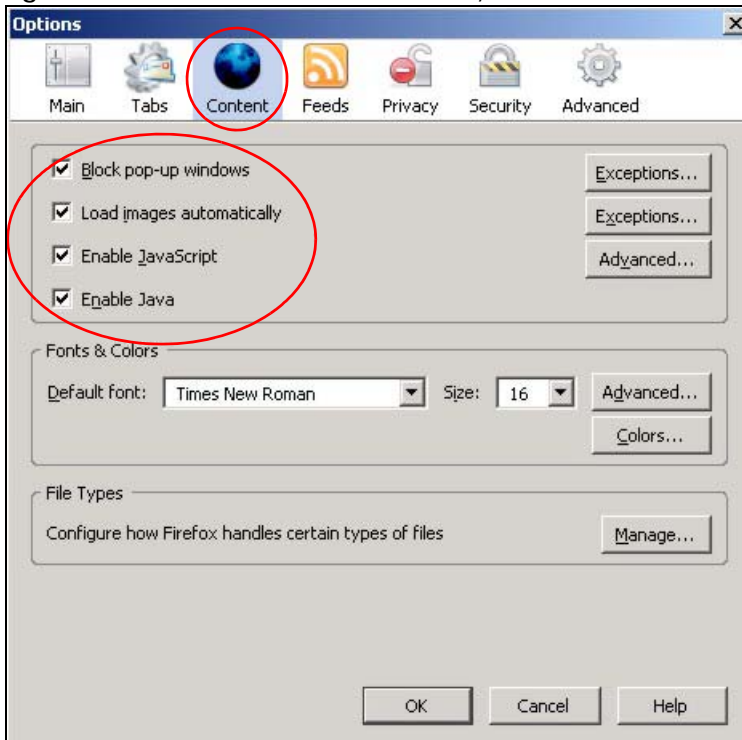 Options
Main Tabs Content Feeds Privacy Security Advanced
Block pop-up windows Exceptions...
Load images automatically Exceptions...
Enable JavaScript Advanced...
Enable Java
Fonts & Colors
Default font: Times New Roman Size: 16 Advanced...
Colors...
File Types
Configure how Firefox handles certain types of files Manage...
OK Cancel Help